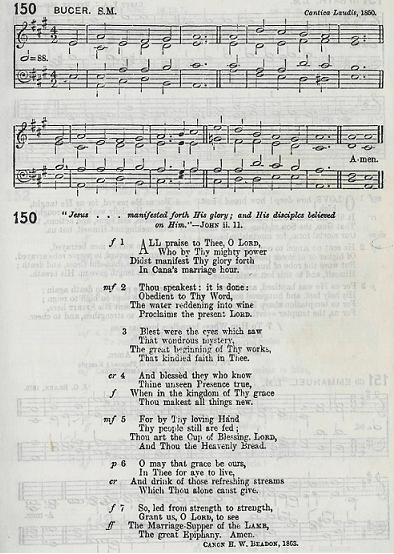 150 BUCER. S.M. Cantica Laudis, 1850.
=88.
A-men.
150 "Jesus . . . manifested forth His glory; and His disciples believed
on Him."—JOHN ii. 11.
f 1 ALL praise to Thee, O LORD,
Who by Thy mighty power
Didst manifest Thy glory forth
In Cana's marriage hour.
mf 2 Thou speakest: it is done:
Obedient to Thy Word,
The water reddening into wine
Proclaims the present LORD.
3 Blest were the eyes which saw
That wondrous mystery,
The great beginning of Thy works,
That kindled faith in Thee.
cr 4 And blessèd they who know
Thine unseen Presence true,
f When in the kingdom of Thy grace
Thou makest all things new.
mf 5 For by Thy loving Hand
Thy people still are fed;
Thou art the Cup of Blessing, LORD,
And Thou the Heavenly Bread.
p 6 O may that grace be ours,
In Thee for aye to live,
cr And drink of those refreshing streams
Which Thou alone canst give.
f 7 So, led from strength to strength,
Grant us, O LORD, to see
ff The Marriage-Supper of the LAMB,
The great Epiphany. Amen.
CANON H. W. BEADON, 1863.